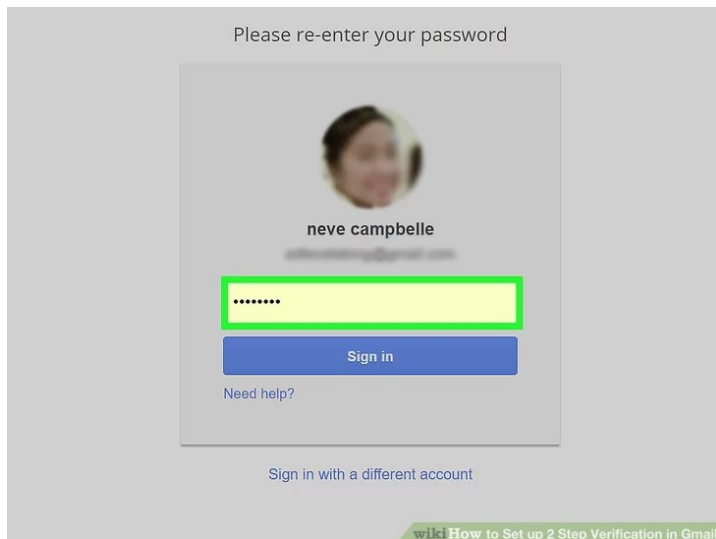 Please re-enter your password
neve campbelle
••••••••
Sign in
Need help?
Sign in with a different account
wikiHow to Set up 2 Step Verification in Gmail